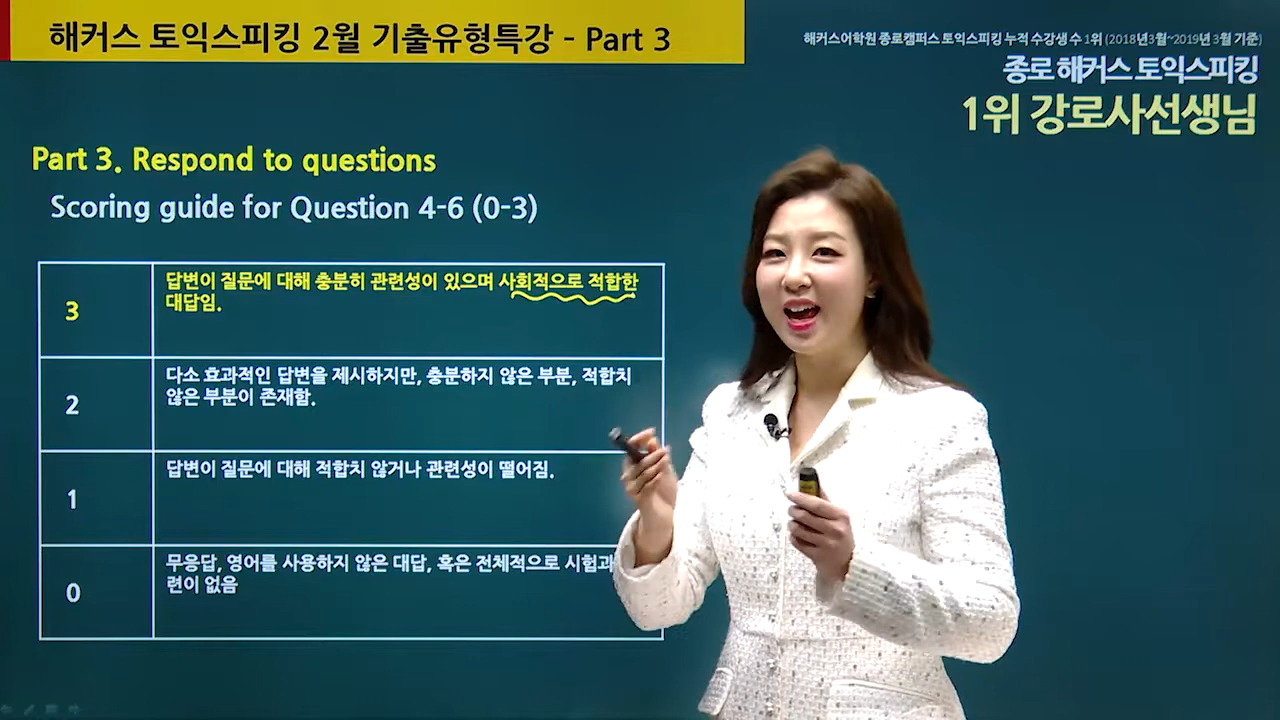 해커스 토익스피킹 2월 기출유형특강 - Part 3
해커스어학원 종로캠퍼스 토익스피킹 누적 수강생 수 1위 (2018년3월~2019년 3월 기준)
종로 해커스 토익스피킹
1위 강로사선생님
Part 3. Respond to questions
Scoring guide for Question 4-6 (0-3)
3
답변이 질문에 대해 충분히 관련성이 있으며 사회적으로 적합한
대답임.
2
다소 효과적인 답변을 제시하지만, 충분하지 않은 부분, 적합치
않은 부분이 존재함.
1
답변이 질문에 대해 적합치 않거나 관련성이 떨어짐.
0
무응답, 영어를 사용하지 않은 대답, 혹은 전체적으로 시험과
련이 없음